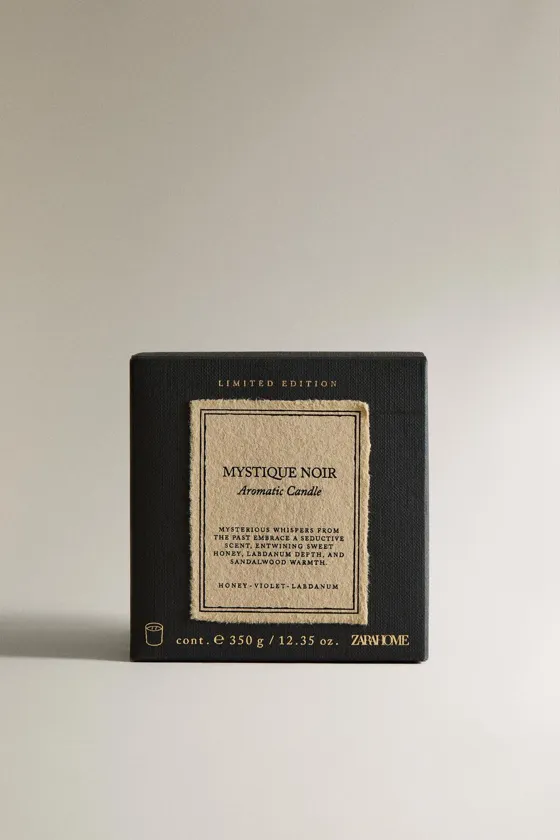 LIMITED EDITION
MYSTIQUE NOIR
Aromatic Candle
MYSTERIOUS WHISPERS FROM
THE PAST EMBRACE A SEDUCTIVE
SCENT, ENTWINING SWEET
HONEY, LABDANUM DEPTH, AND
SANDALWOOD WARMTH.
HONEY - VIOLET - LABDANUM
cont. ℮ 350 g / 12.35 oz. ZARAHOME